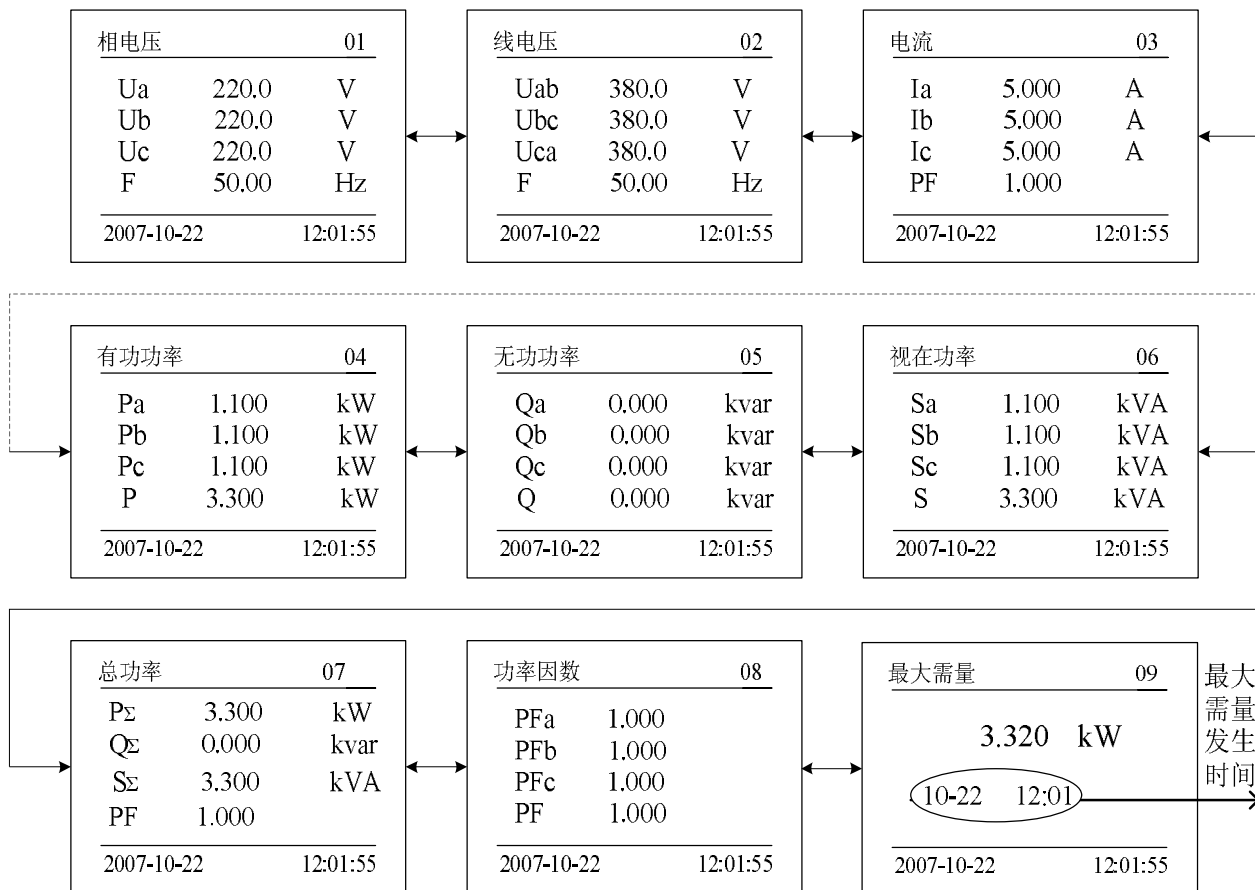 相电压 01
Ua 220.0 V
Ub 220.0 V
Uc 220.0 V
F 50.00 Hz
2007-10-22 12:01:55
线电压 02
Uab 380.0 V
Ubc 380.0 V
Uca 380.0 V
F 50.00 Hz
2007-10-22 12:01:55
电流 03
Ia 5.000 A
Ib 5.000 A
Ic 5.000 A
PF 1.000
2007-10-22 12:01:55
有功功率 04
Pa 1.100 kW
Pb 1.100 kW
Pc 1.100 kW
P 3.300 kW
2007-10-22 12:01:55
无功功率 05
Qa 0.000 kvar
Qb 0.000 kvar
Qc 0.000 kvar
Q 0.000 kvar
2007-10-22 12:01:55
视在功率 06
Sa 1.100 kVA
Sb 1.100 kVA
Sc 1.100 kVA
S 3.300 kVA
2007-10-22 12:01:55
总功率 07
PΣ 3.300 kW
QΣ 0.000 kvar
SΣ 3.300 kVA
PF 1.000
2007-10-22 12:01:55
功率因数 08
PFa 1.000
PFb 1.000
PFc 1.000
PF 1.000
2007-10-22 12:01:55
最大需量 09
3.320 kW
10-22 12:01
2007-10-22 12:01:55
最大
需量
发生
时间